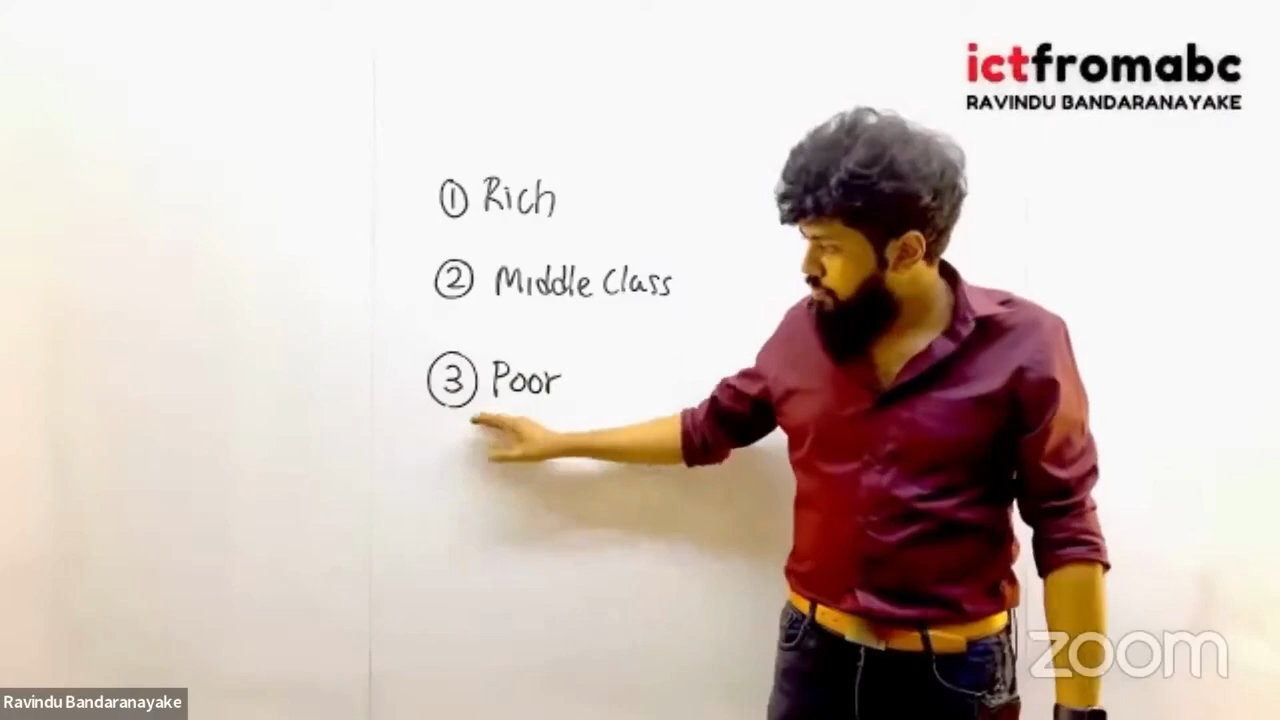 ictfromabc
RAVINDU BANDARANAYAKE
① Rich
② Middle Class
③ Poor
zoom
Ravindu Bandaranayake